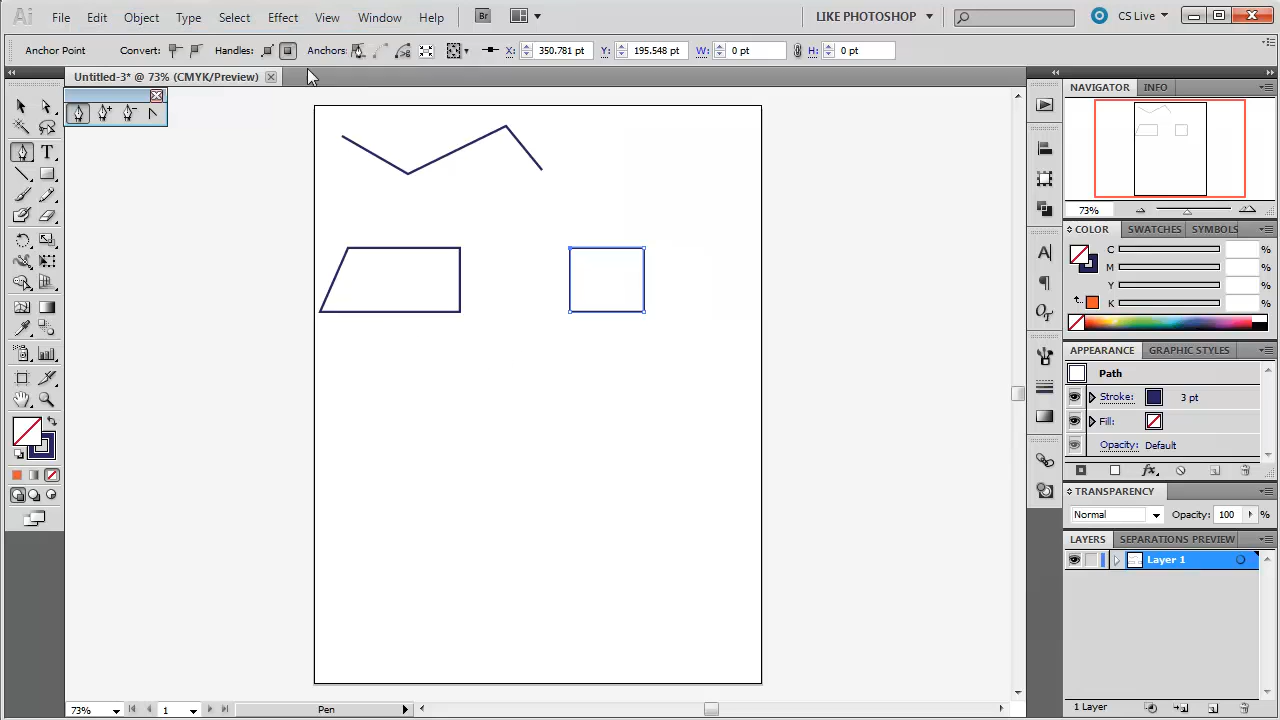 Ai File Edit Object Type Select Effect View Window Help Br LIKE PHOTOSHOP CS Live
Anchor Point Convert: Handles: Anchors: X: 350.781 pt Y: 195.548 pt W: 0 pt H: 0 pt
Untitled-3* @ 73% (CMYK/Preview)
NAVIGATOR INFO
73%
COLOR SWATCHES SYMBOLS
C %
M %
Y %
K %
APPEARANCE GRAPHIC STYLES
Path
Stroke: 3 pt
Fill:
Opacity: Default
fx
TRANSPARENCY
Normal Opacity: 100 %
LAYERS SEPARATIONS PREVIEW
Layer 1
1 Layer
73% 1 Pen